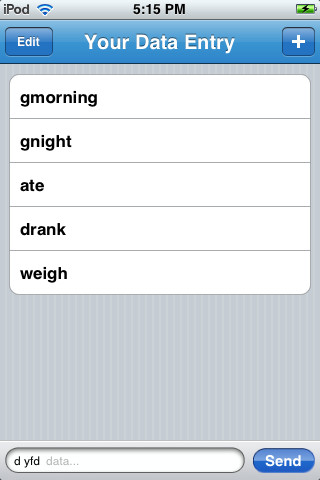 iPod 5:15 PM
Edit Your Data Entry +
gmorning
gnight
ate
drank
weigh
d yfd data... Send